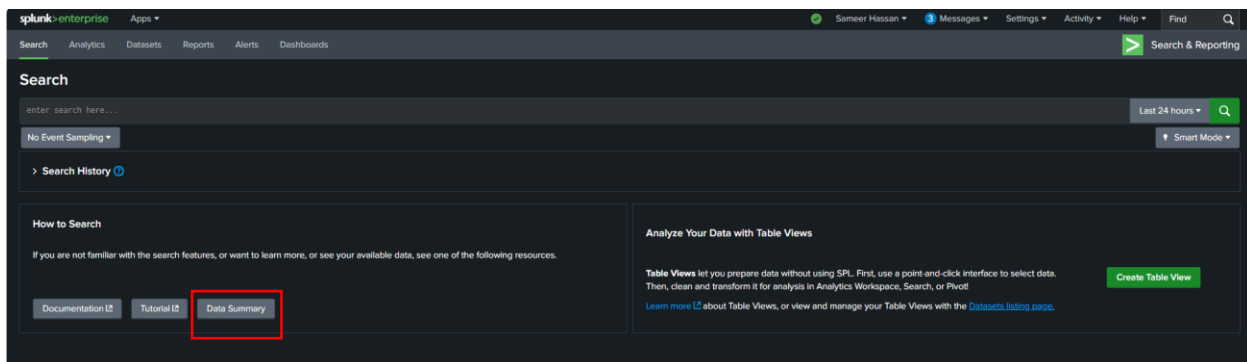 splunk>enterprise Apps Sameer Hassan 3 Messages Settings Activity Help Find
Search Analytics Datasets Reports Alerts Dashboards Search & Reporting
Search
enter search here...
Last 24 hours
No Event Sampling
Smart Mode
> Search History ?
How to Search
If you are not familiar with the search features, or want to learn more, or see your available data, see one of the following resources.
Documentation Tutorial Data Summary
Analyze Your Data with Table Views
Table Views let you prepare data without using SPL. First, use a point-and-click interface to select data.
Then, clean and transform it for analysis in Analytics Workspace, Search, or Pivot!
Learn more about Table Views, or view and manage your Table Views with the Datasets listing page.
Create Table View